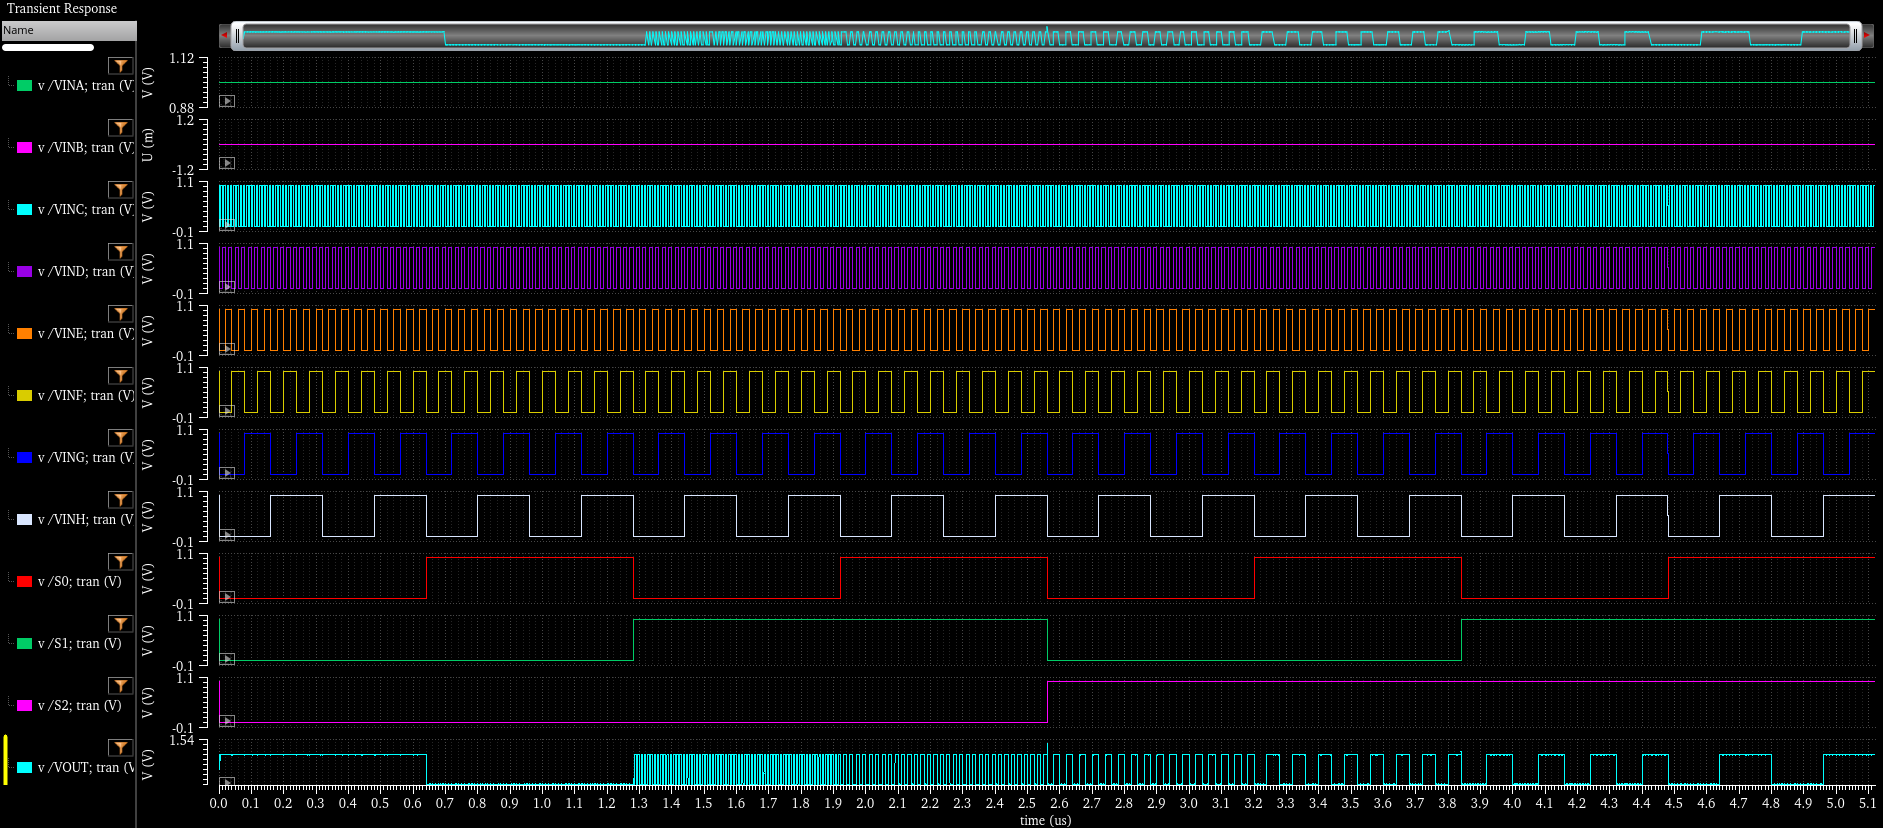 Transient Response
Name
v /VINA; tran (V)
V (V)
1.12
0.88
v /VINB; tran (V)
U (m)
1.2
-1.2
v /VINC; tran (V)
V (V)
1.1
-0.1
v /VIND; tran (V)
V (V)
1.1
-0.1
v /VINE; tran (V)
V (V)
1.1
-0.1
v /VINF; tran (V)
V (V)
1.1
-0.1
v /VING; tran (V)
V (V)
1.1
-0.1
v /VINH; tran (V
V (V)
1.1
-0.1
v /S0; tran (V)
V (V)
1.1
-0.1
v /S1; tran (V)
V (V)
1.1
-0.1
v /S2; tran (V)
V (V)
1.1
-0.1
v /VOUT; tran (V
V (V)
1.54
0.0 0.1 0.2 0.3 0.4 0.5 0.6 0.7 0.8 0.9 1.0 1.1 1.2 1.3 1.4 1.5 1.6 1.7 1.8 1.9 2.0 2.1 2.2 2.3 2.4 2.5 2.6 2.7 2.8 2.9 3.0 3.1 3.2 3.3 3.4 3.5 3.6 3.7 3.8 3.9 4.0 4.1 4.2 4.3 4.4 4.5 4.6 4.7 4.8 4.9 5.0 5.1
time (us)